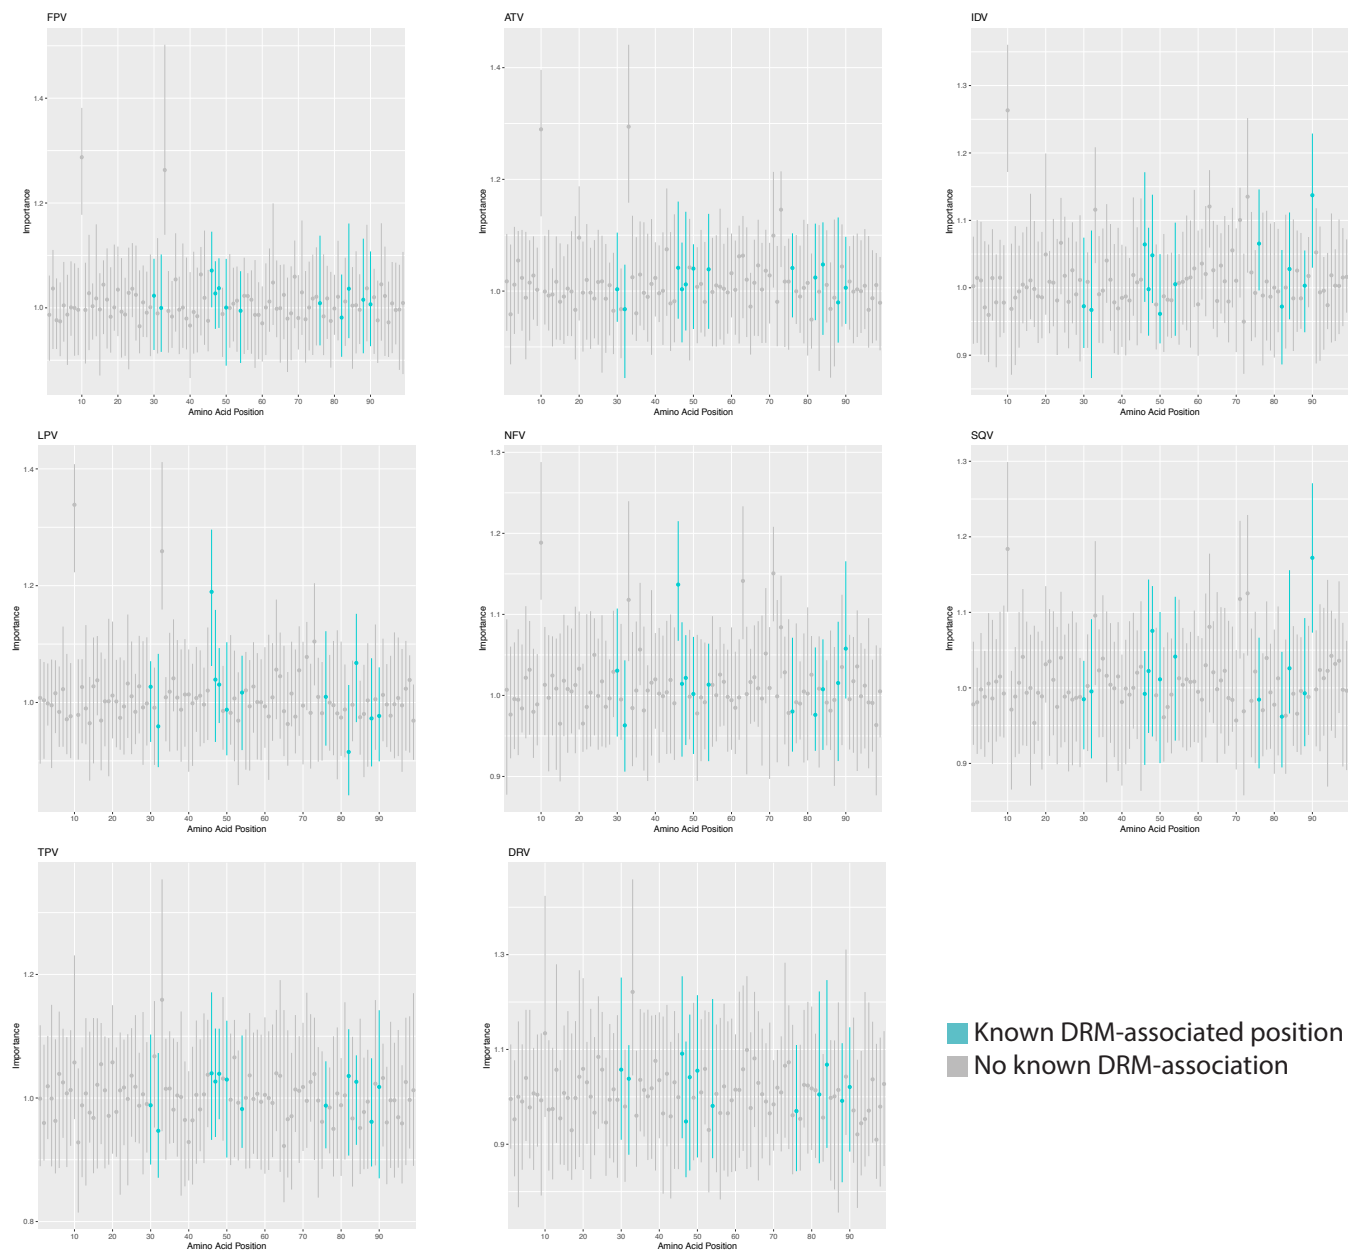 FPV
Importance
1.4
1.2
1.0
10 20 30 40 50 60 70 80 90
Amino Acid Position
ATV
Importance
1.4
1.2
1.0
10 20 30 40 50 60 70 80 90
Amino Acid Position
IDV
Importance
1.3
1.2
1.1
1.0
0.9
10 20 30 40 50 60 70 80 90
Amino Acid Position
LPV
Importance
1.4
1.2
1.0
10 20 30 40 50 60 70 80 90
Amino Acid Position
NFV
Importance
1.3
1.2
1.1
1.0
0.9
10 20 30 40 50 60 70 80 90
Amino Acid Position
SQV
Importance
1.3
1.2
1.1
1.0
0.9
10 20 30 40 50 60 70 80 90
Amino Acid Position
TPV
Importance
1.2
1.0
0.8
10 20 30 40 50 60 70 80 90
Amino Acid Position
DRV
Importance
1.3
1.1
0.9
10 20 30 40 50 60 70 80 90
Amino Acid Position
Known DRM-associated position
No known DRM-association